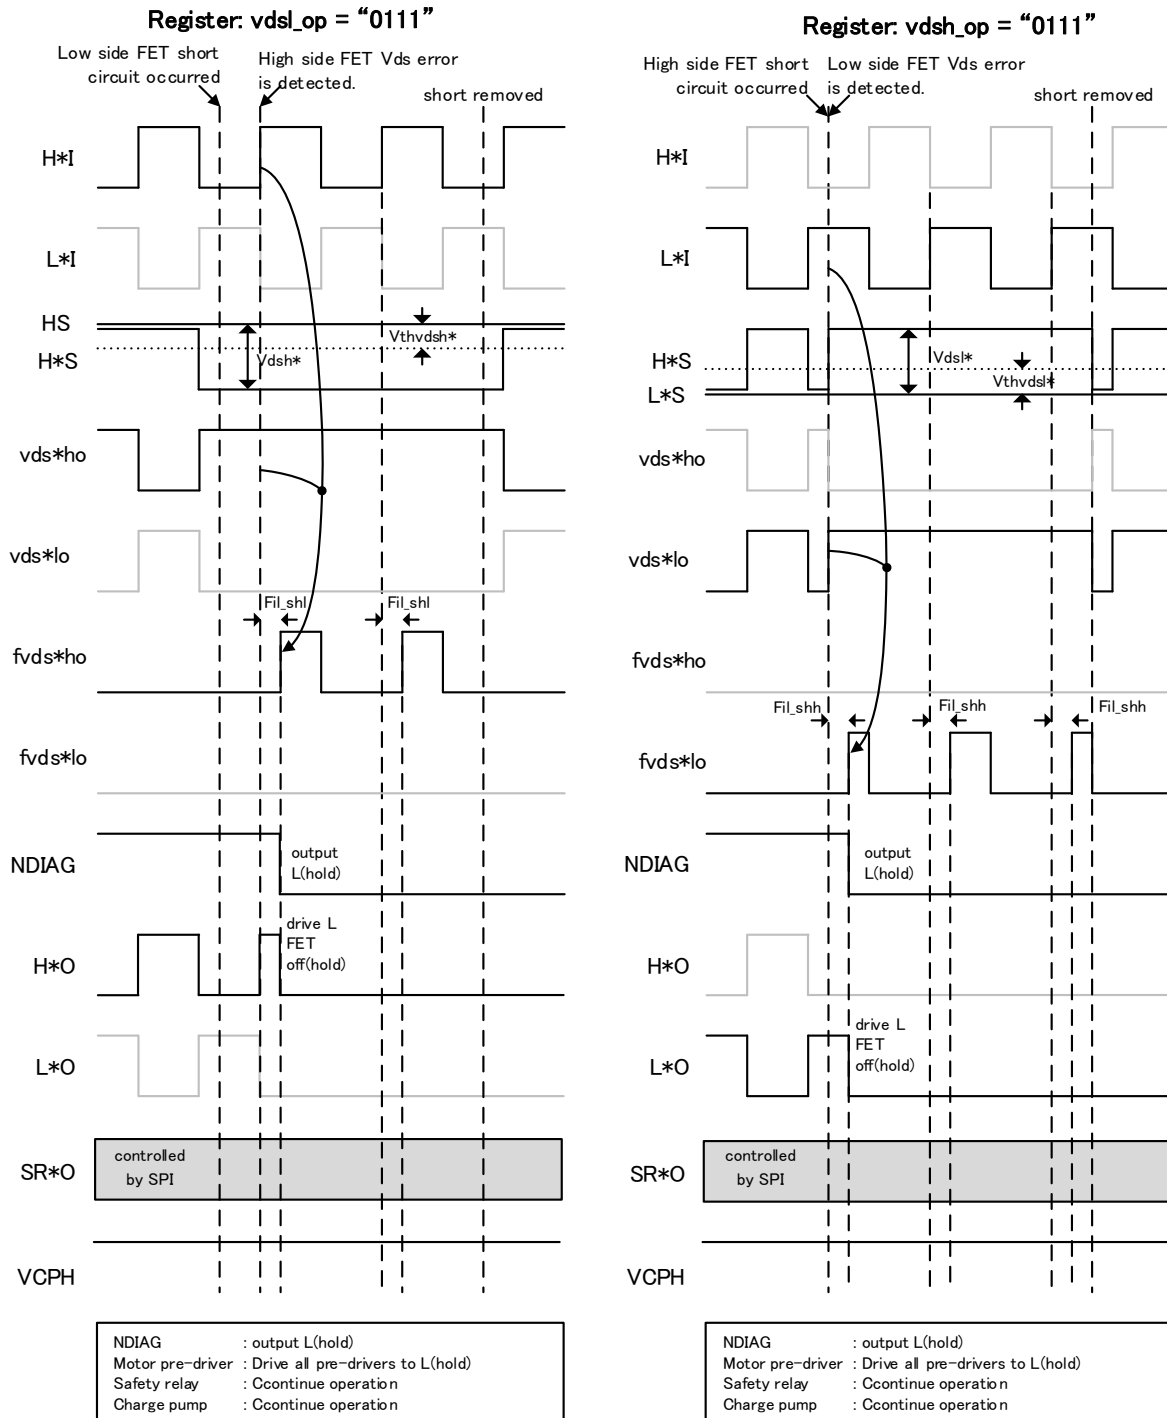 Register: vdsl_op = “0111”
Low side FET short
circuit occurred
High side FET Vds error
is detected.
short removed
H*I
L*I
HS
Vthvdsh*
H*S
Vdsh*
vds*ho
vds*lo
Fil_shl
Fil_shl
fvds*ho
fvds*lo
NDIAG
output
L(hold)
H*O
drive L
FET
off(hold)
L*O
SR*O
controlled
by SPI
VCPH
NDIAG : output L(hold)
Motor pre-driver : Drive all pre-drivers to L(hold)
Safety relay : Ccontinue operation
Charge pump : Ccontinue operation
Register: vdsh_op = “0111”
High side FET short
circuit occurred
Low side FET Vds error
is detected.
short removed
H*I
L*I
H*S
Vdsl*
Vthvdsl*
L*S
vds*ho
vds*lo
fvds*ho
Fil_shh
Fil_shh
Fil_shh
fvds*lo
NDIAG
output
L(hold)
H*O
L*O
drive L
FET
off(hold)
SR*O
controlled
by SPI
VCPH
NDIAG : output L(hold)
Motor pre-driver : Drive all pre-drivers to L(hold)
Safety relay : Ccontinue operation
Charge pump : Ccontinue operation